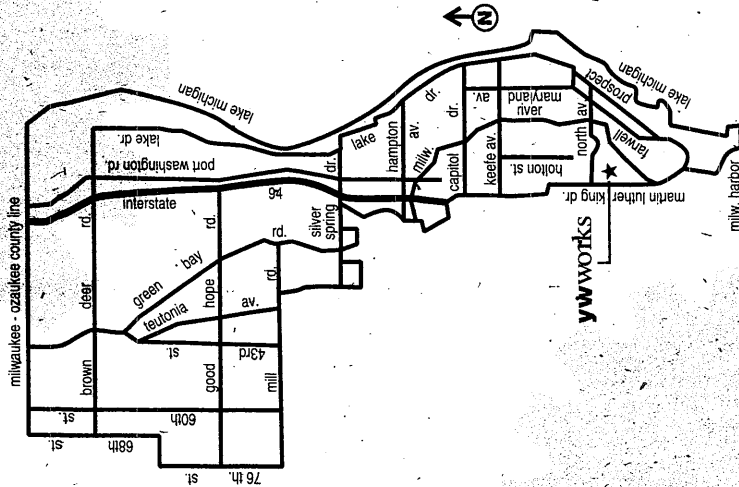 milwaukee - ozaukee county line
N
lake michigan
lake dr.
port washington rd.
interstate 94
brown deer rd.
green bay rd.
teutonia av.
good hope rd.
mill rd.
43rd st.
60th st.
68th st.
76 th. st.
silver spring dr.
lake dr.
hampton av.
milw.
capitol dr.
keefe av.
maryland av.
river
holton st.
north av.
prospect
farwell
lake michigan
martin luther king dr.
milw. harbor
ywworks